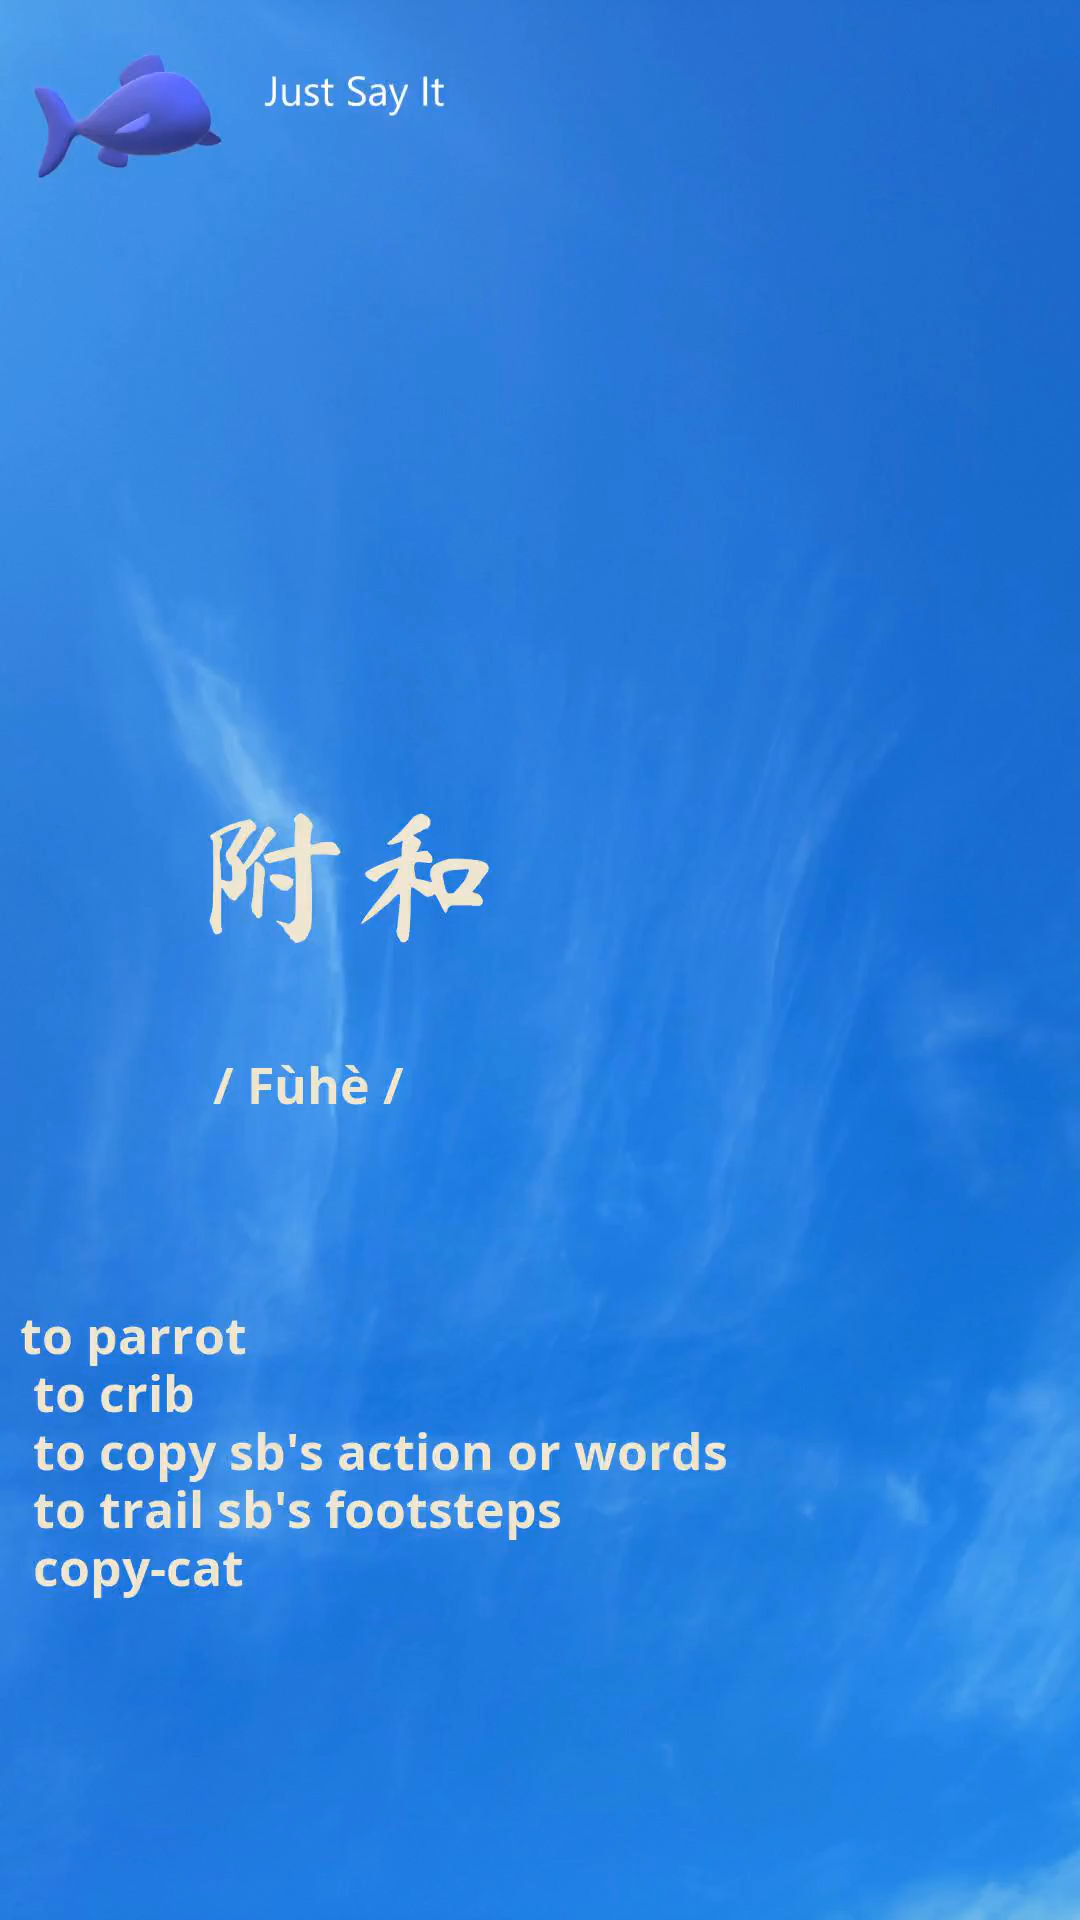 Just Say It
附和
/ Fùhè /
to parrot
to crib
to copy sb's action or words
to trail sb's footsteps
copy-cat